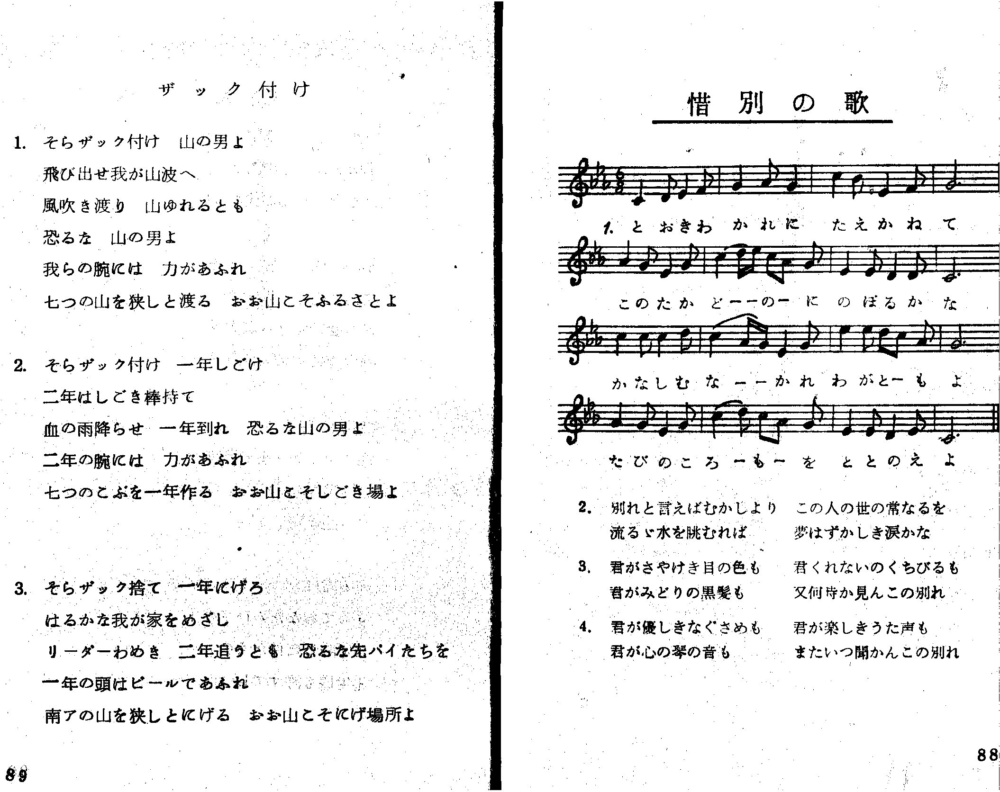 惜別の歌
1. とおきわかれに たえかねて
このたかどーーのーに のぼるかな
かなしむなーーかれ わがとーもよ
たびのころーもーを ととのえよ
2. 別れと言えばむかしより この人の世の常なるを
流るゞ水を眺むれば 夢はずかしき涙かな
3. 君がさやけき目の色も 君くれないのくちびるも
君がみどりの黒髪も 又何時か見んこの別れ
4. 君が優しきなぐさめも 君が楽しきうた声も
君が心の琴の音も またいつ聞かんこの別れ
88
ザック付け
1. そらザック付け 山の男よ
飛び出せ我が山波へ
風吹き渡り 山ゆれるとも
恐るな 山の男よ
我らの腕には 力があふれ
七つの山を狭しと渡る おお山こそふるさとよ
2. そらザック付け 一年しごけ
二年はしごき棒持て
血の雨降らせ 一年到れ 恐るな山の男よ
二年の腕には 力があふれ
七つのこぶを一年作る おお山こそしごき場よ
3. そらザック捨て 一年にげろ
はるかな我が家をめざし
リーダーわめき 二年追うとも 恐るな先パイたちを
一年の頭はビールであふれ
南アの山を狭しとにげる おお山こそにげ場所よ
89